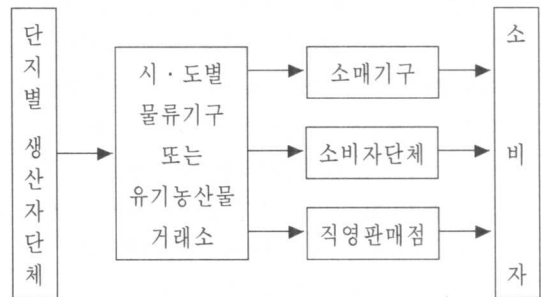 단지별 생산자단체
시·도별
물류기구
또는
유기농산물
거래소
소매기구
소비자단체
직영판매점
소비자